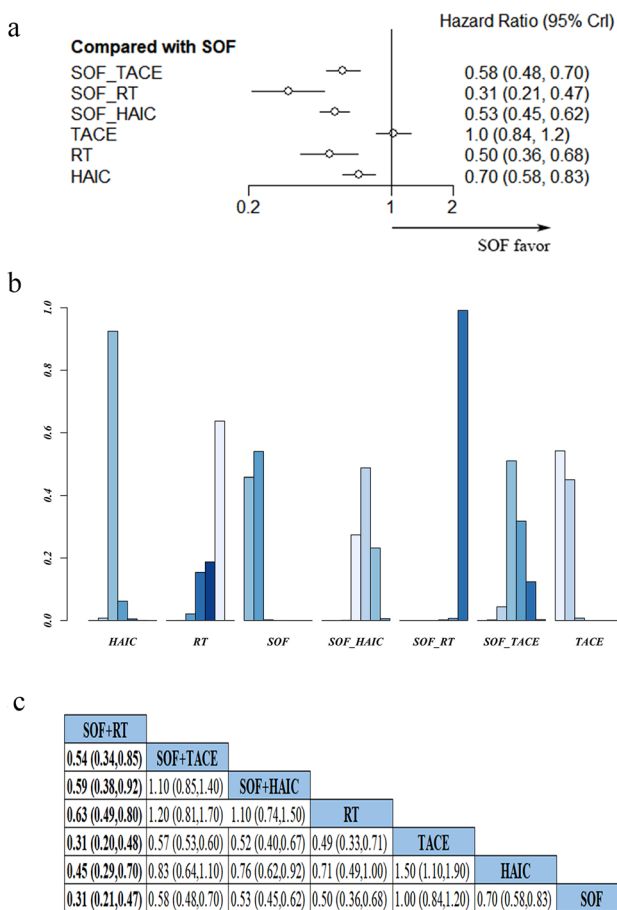 a
Hazard Ratio (95% CrI)
Compared with SOF
SOF_TACE 0.58 (0.48, 0.70)
SOF_RT 0.31 (0.21, 0.47)
SOF_HAIC 0.53 (0.45, 0.62)
TACE 1.0 (0.84, 1.2)
RT 0.50 (0.36, 0.68)
HAIC 0.70 (0.58, 0.83)
0.2 1 2
SOF favor
b
1.0
0.8
0.6
0.4
0.2
0.0
HAIC RT SOF SOF_HAIC SOF_RT SOF_TACE TACE
c
SOF+RT
0.54 (0.34,0.85) SOF+TACE
0.59 (0.38,0.92) 1.10 (0.85,1.40) SOF+HAIC
0.63 (0.49,0.80) 1.20 (0.81,1.70) 1.10 (0.74,1.50) RT
0.31 (0.20,0.48) 0.57 (0.53,0.60) 0.52 (0.40,0.67) 0.49 (0.33,0.71) TACE
0.45 (0.29,0.70) 0.83 (0.64,1.10) 0.76 (0.62,0.92) 0.71 (0.49,1.00) 1.50 (1.10,1.90) HAIC
0.31 (0.21,0.47) 0.58 (0.48,0.70) 0.53 (0.45,0.62) 0.50 (0.36,0.68) 1.00 (0.84,1.20) 0.70 (0.58,0.83) SOF